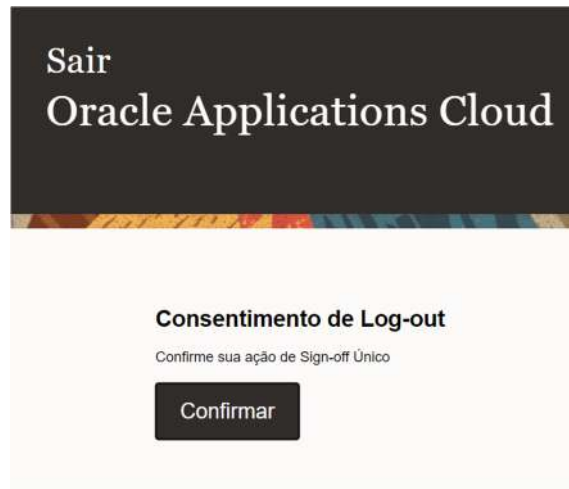 Sair
Oracle Applications Cloud
Consentimento de Log-out
Confirme sua ação de Sign-off Único
Confirmar